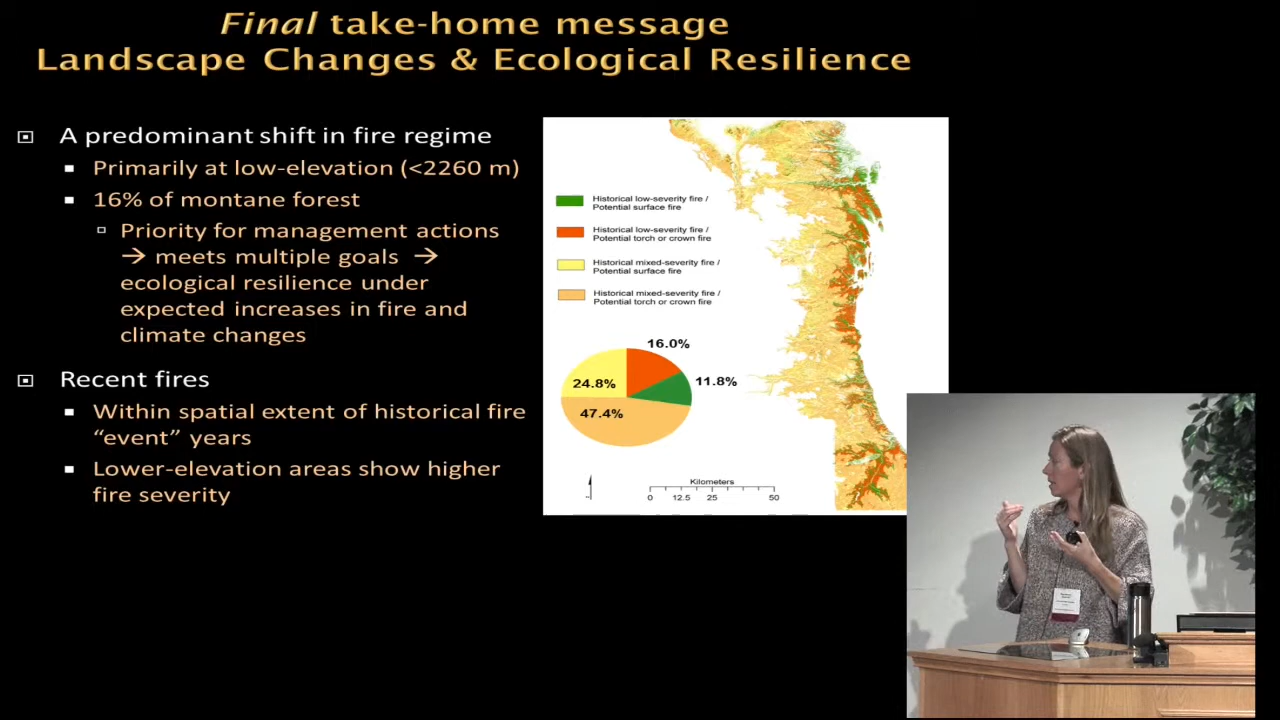 Final take-home message
Landscape Changes & Ecological Resilience
A predominant shift in fire regime
Primarily at low-elevation (<2260 m)
16% of montane forest
Priority for management actions
→ meets multiple goals →
ecological resilience under
expected increases in fire and
climate changes
Recent fires
Within spatial extent of historical fire
“event” years
Lower-elevation areas show higher
fire severity
Historical low-severity fire /
Potential surface fire
Historical low-severity fire /
Potential torch or crown fire
Historical mixed-severity fire /
Potential surface fire
Historical mixed-severity fire /
Potential torch or crown fire
16.0%
11.8%
24.8%
47.4%
Kilometers
0 12.5 25 50